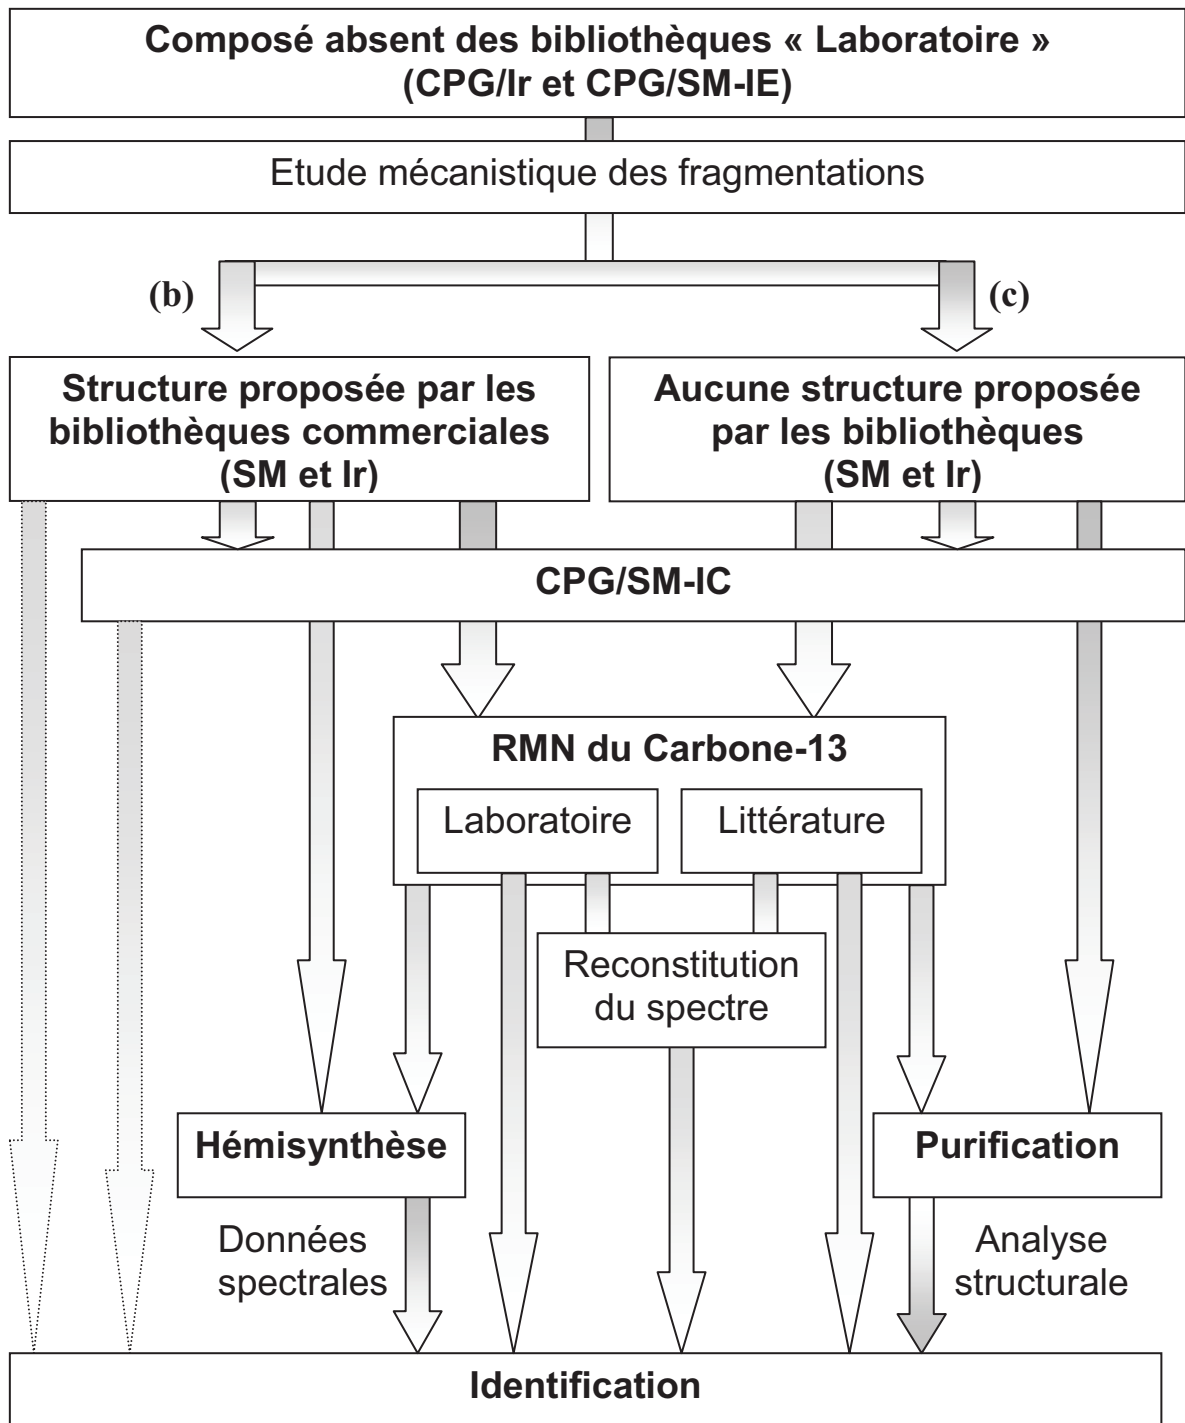 Composé absent des bibliothèques « Laboratoire »
(CPG/Ir et CPG/SM-IE)
Etude mécanistique des fragmentations
(b)
(c)
Structure proposée par les
bibliothèques commerciales
(SM et Ir)
Aucune structure proposée
par les bibliothèques
(SM et Ir)
CPG/SM-IC
RMN du Carbone-13
Laboratoire
Littérature
Reconstitution
du spectre
Hémisynthèse
Purification
Données
spectrales
Analyse
structurale
Identification